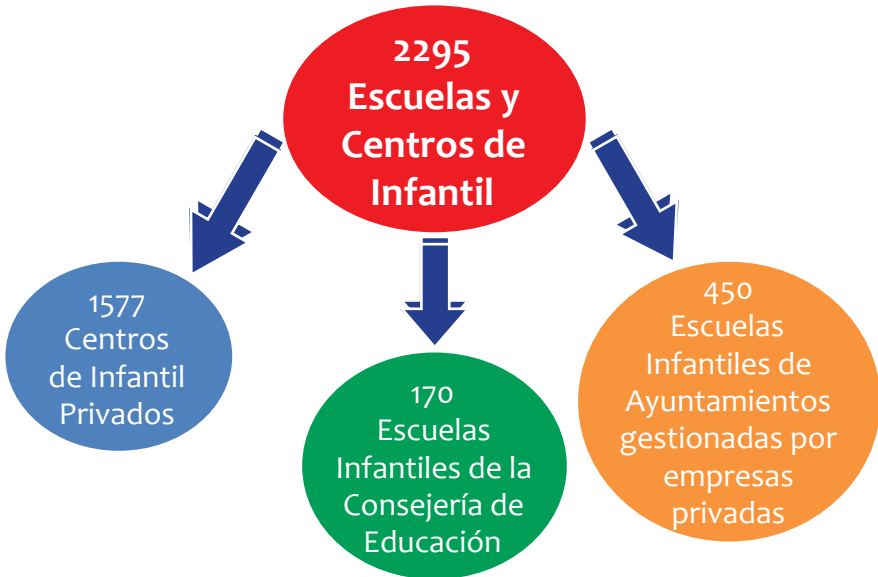 2295
Escuelas y
Centros de
Infantil
1577
Centros
de Infantil
Privados
170
Escuelas
Infantiles de la
Consejería de
Educación
450
Escuelas
Infantiles de
Ayuntamientos
gestionadas por
empresas
privadas